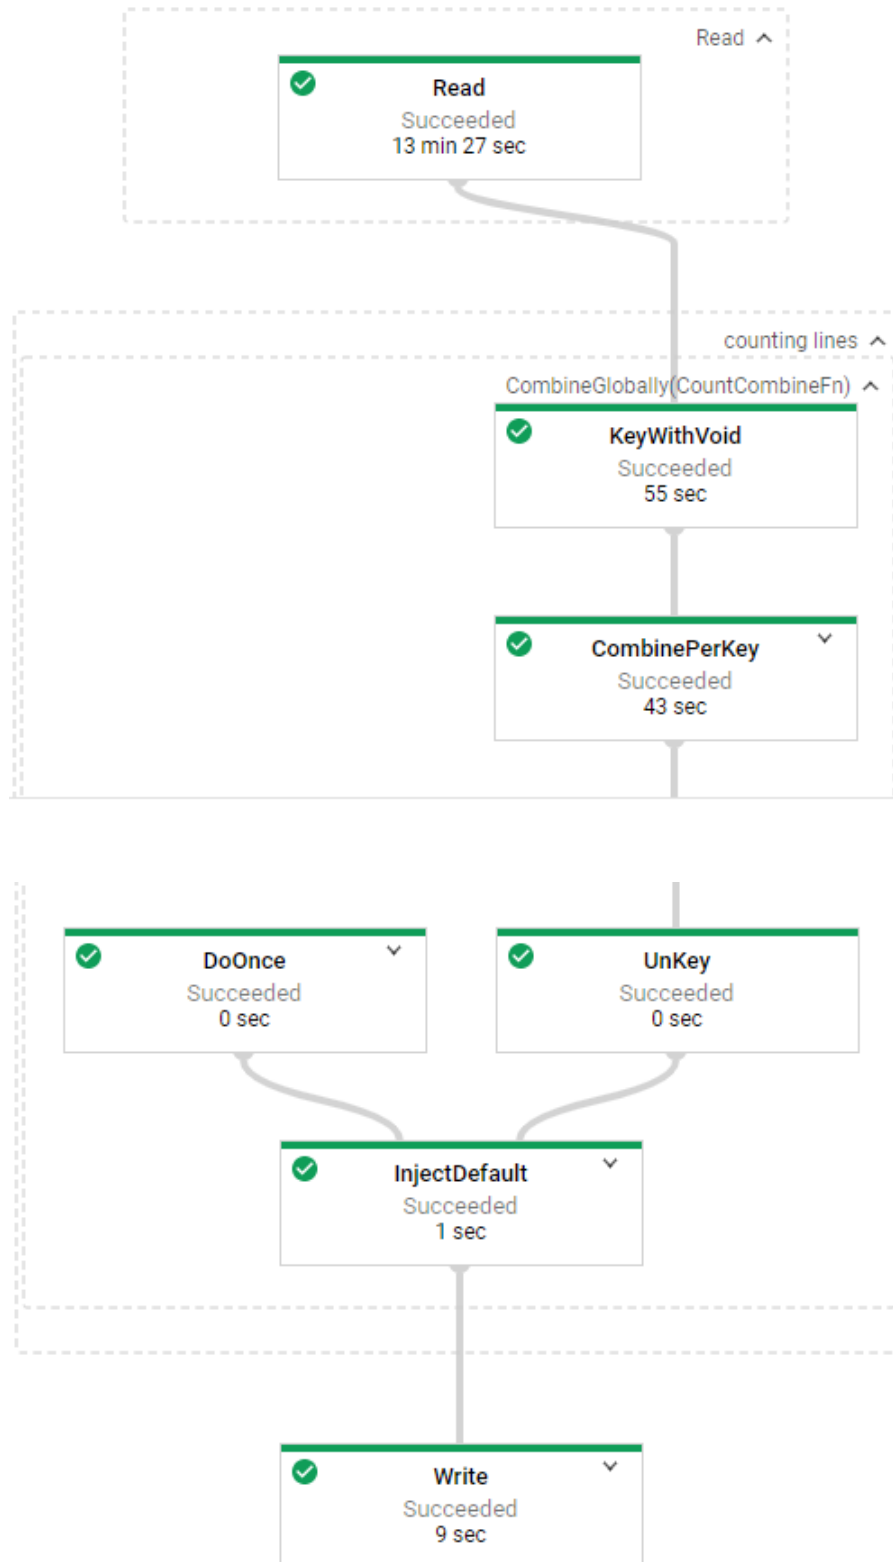 Read
Read
Succeeded
13 min 27 sec
counting lines
CombineGlobally(CountCombineFn)
KeyWithVoid
Succeeded
55 sec
CombinePerKey
Succeeded
43 sec
DoOnce
Succeeded
0 sec
UnKey
Succeeded
0 sec
InjectDefault
Succeeded
1 sec
Write
Succeeded
9 sec